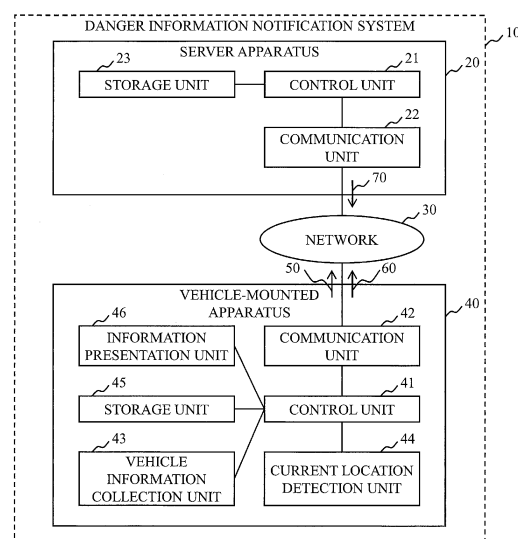 DANGER INFORMATION NOTIFICATION SYSTEM
10
SERVER APPARATUS
20
23
STORAGE UNIT
21
CONTROL UNIT
22
COMMUNICATION
UNIT
70
30
NETWORK
50
60
VEHICLE-MOUNTED
APPARATUS
40
46
INFORMATION
PRESENTATION UNIT
42
COMMUNICATION
UNIT
45
STORAGE UNIT
41
CONTROL UNIT
43
VEHICLE
INFORMATION
COLLECTION UNIT
44
CURRENT LOCATION
DETECTION UNIT